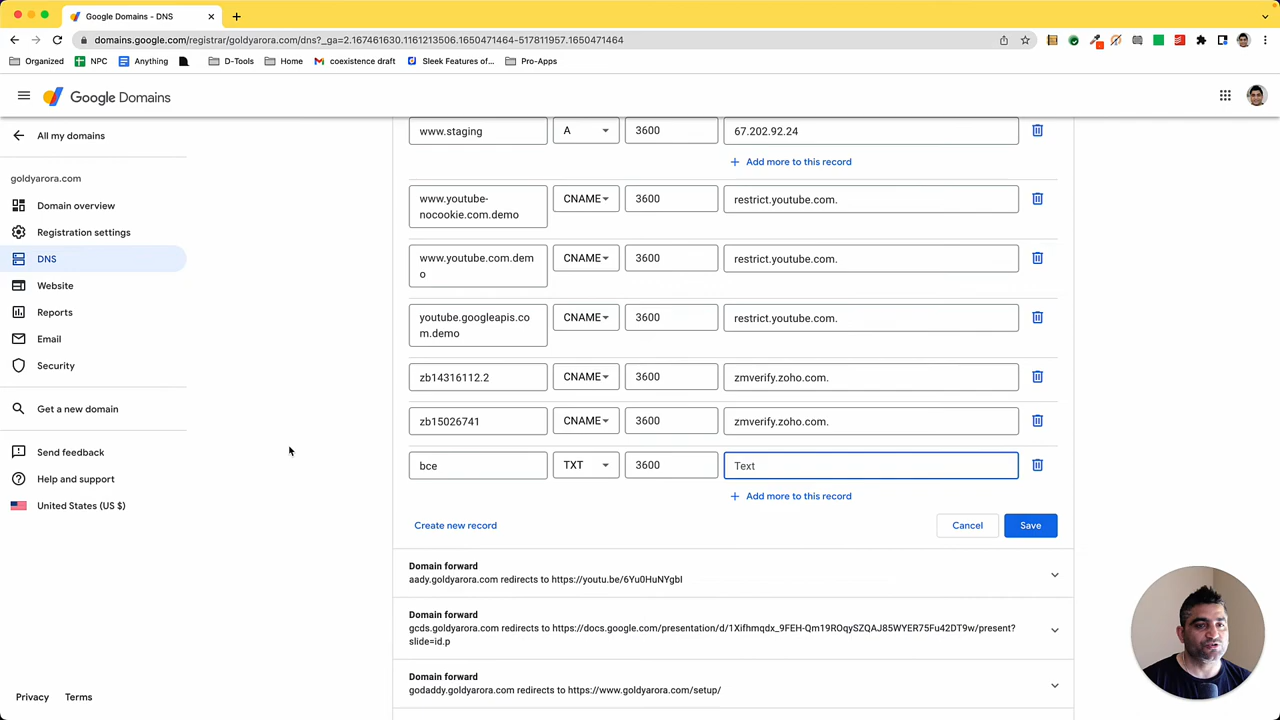 Google Domains - DNS
domains.google.com/registrar/goldyarora.com/dns?_ga=2.167461630.1161213506.1650471464-517811957.1650471464
Organized NPC Anything D-Tools Home coexistence draft Sleek Features of... Pro-Apps
Google Domains
All my domains
goldyarora.com
Domain overview
Registration settings
DNS
Website
Reports
Email
Security
Get a new domain
Send feedback
Help and support
United States (US $)
Privacy Terms
www.staging A 3600 67.202.92.24
Add more to this record
www.youtube-
nocookie.com.demo CNAME 3600 restrict.youtube.com.
www.youtube.com.dem
o CNAME 3600 restrict.youtube.com.
youtube.googleapis.co
m.demo CNAME 3600 restrict.youtube.com.
zb14316112.2 CNAME 3600 zmverify.zoho.com.
zb15026741 CNAME 3600 zmverify.zoho.com.
bce TXT 3600 Text
Add more to this record
Create new record Cancel Save
Domain forward
aady.goldyarora.com redirects to https://youtu.be/6Yu0HuNYgbI
Domain forward
gcds.goldyarora.com redirects to https://docs.google.com/presentation/d/1Xifhmqdx_9FEH-Qm19ROqySZQAJ85WYER75Fu42DT9w/present?
slide=id.p
Domain forward
godaddy.goldyarora.com redirects to https://www.goldyarora.com/setup/